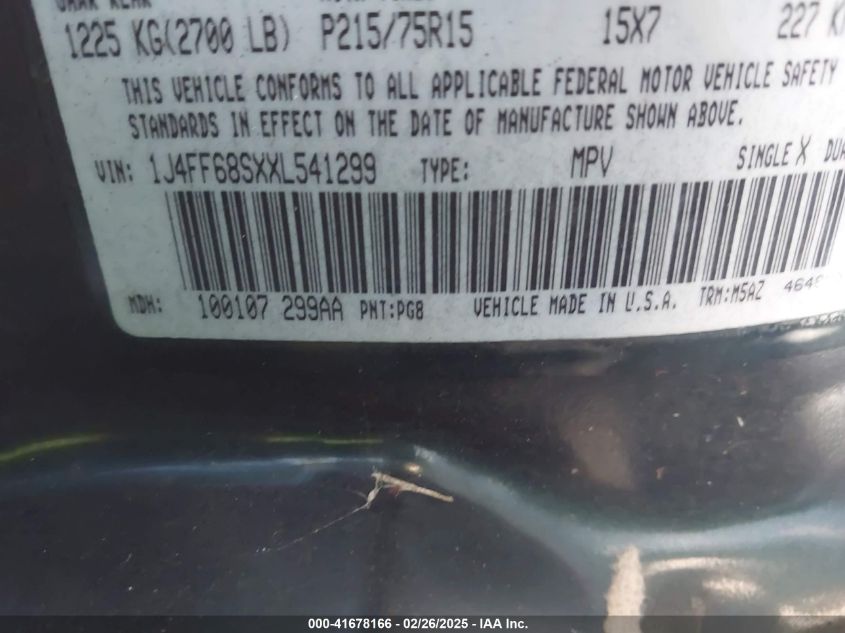 1225 KG(2700 LB) P215/75R15 15X7 227
THIS VEHICLE CONFORMS TO ALL APPLICABLE FEDERAL MOTOR VEHICLE SAFETY
STANDARDS IN EFFECT ON THE DATE OF MANUFACTURE SHOWN ABOVE.
VIN: 1J4FF68SXXL541299 TYPE: MPV SINGLE X
MDH: 100107 299AA PNT:PG8 VEHICLE MADE IN U.S.A. TRM:M5AZ
000-41678166 - 02/26/2025 - IAA Inc.